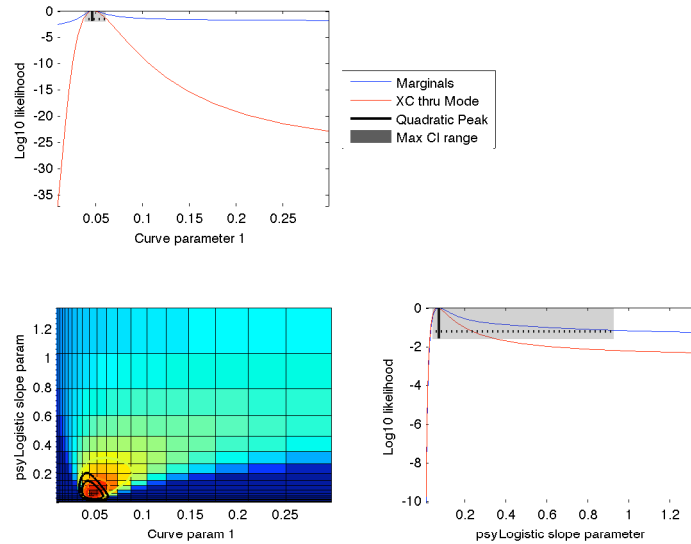 0
-5
-10
-15
-20
-25
-30
-35
Log10 likelihood
0.05 0.1 0.15 0.2 0.25
Curve parameter 1
Marginals
XC thru Mode
Quadratic Peak
Max CI range
1.2
1
0.8
0.6
0.4
0.2
psyLogistic slope param
0.05 0.1 0.15 0.2 0.25
Curve param 1
0
-2
-4
-6
-8
-10
Log10 likelihood
0.2 0.4 0.6 0.8 1 1.2
psyLogistic slope parameter